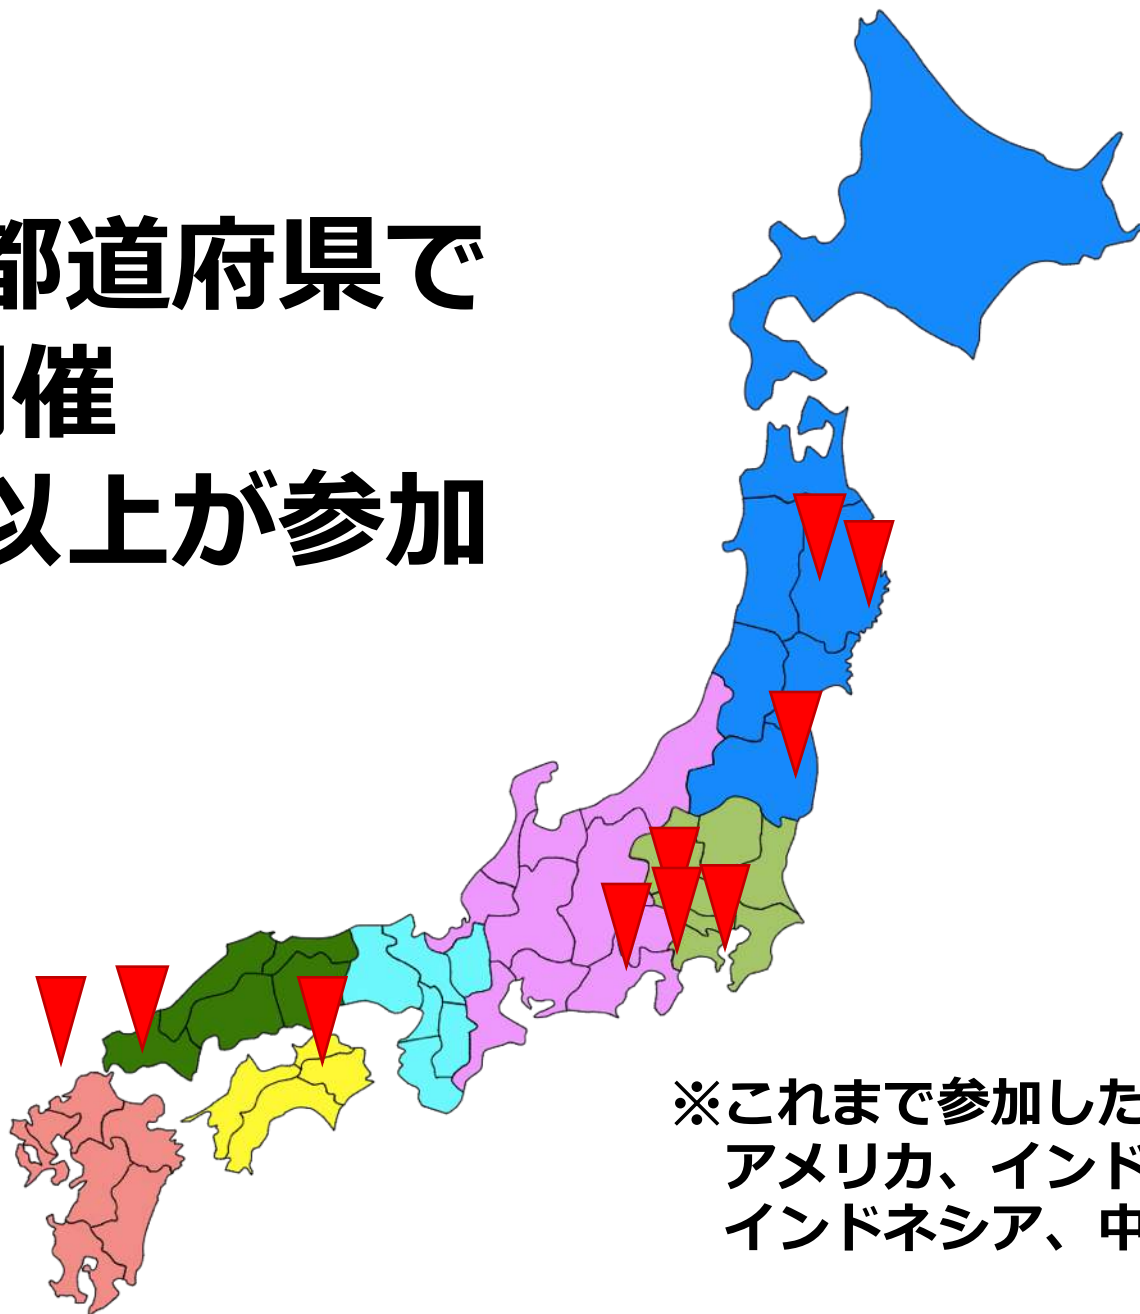 都道府県で
開催
以上が参加
※これまで参加した
アメリカ、インド
インドネシア、中